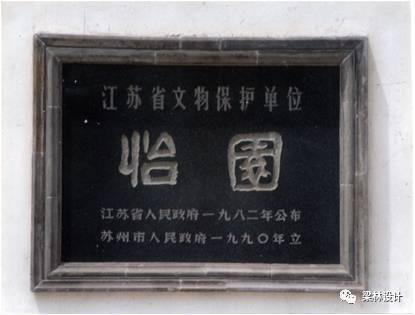 江苏省文物保护单位
怡園
江苏省人民政府一九八二年公布
苏州市人民政府一九九〇年立
梁林设计